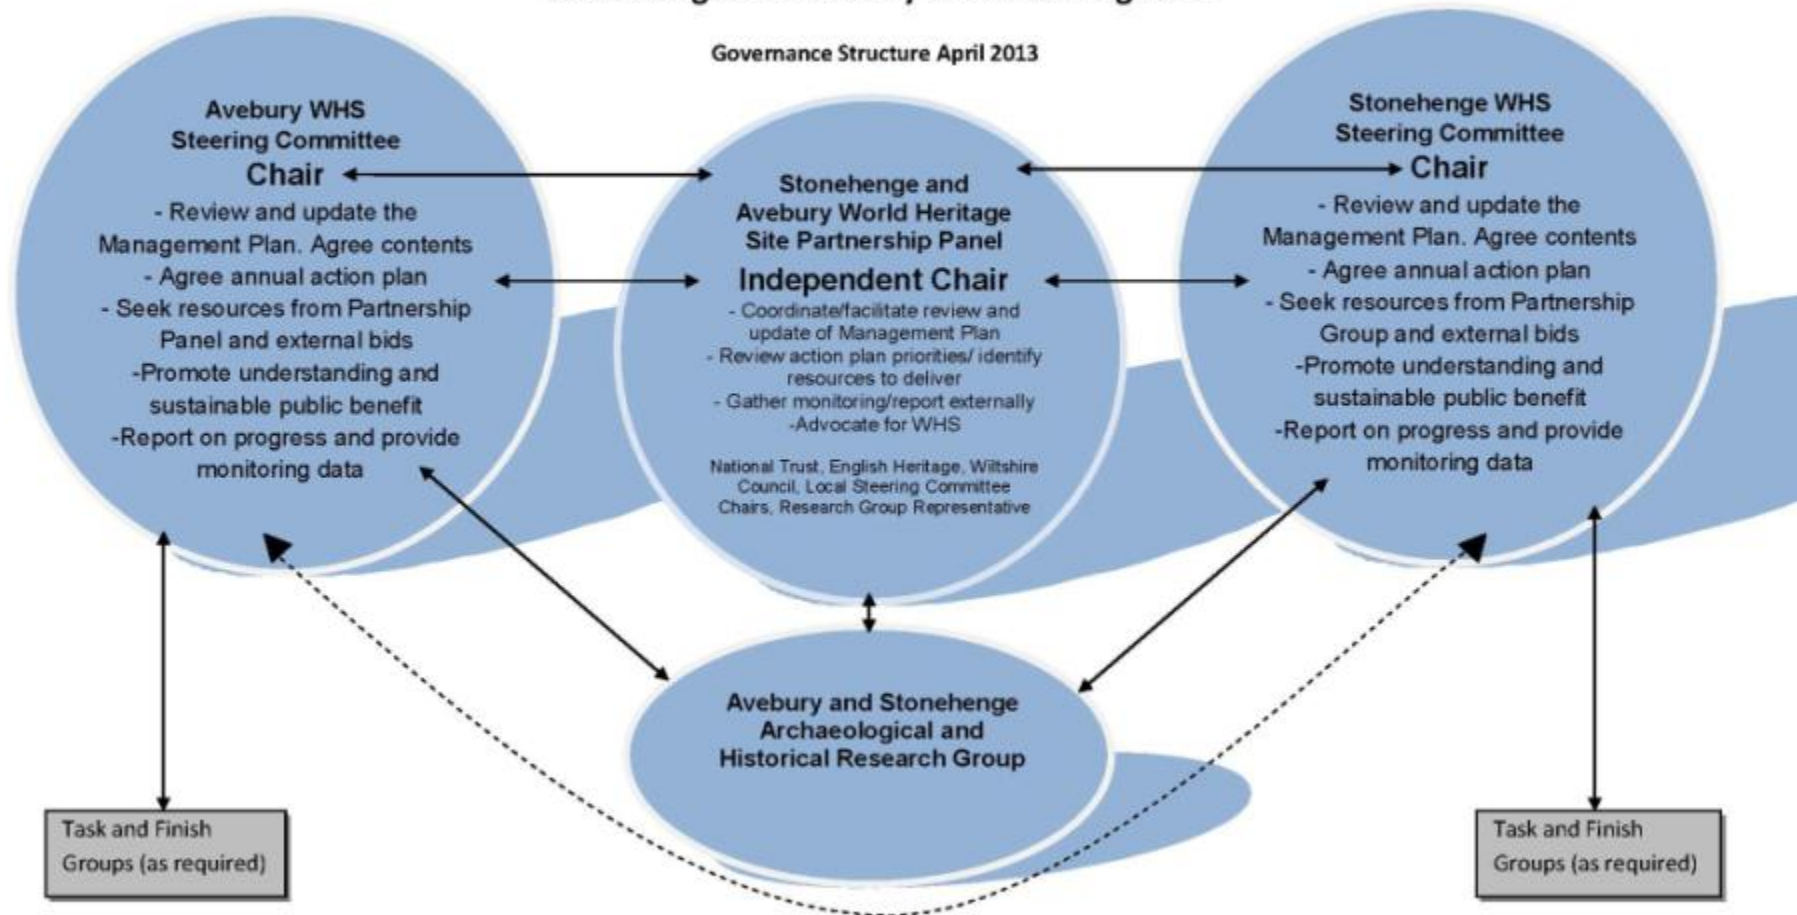 Governance Structure April 2013
Avebury WHS
Steering Committee
Chair
- Review and update the
Management Plan. Agree contents
- Agree annual action plan
- Seek resources from Partnership
Panel and external bids
-Promote understanding and
sustainable public benefit
-Report on progress and provide
monitoring data
Stonehenge and
Avebury World Heritage
Site Partnership Panel
Independent Chair
- Coordinate/facilitate review and
update of Management Plan
- Review action plan priorities/ identify
resources to deliver
- Gather monitoring/report externally
-Advocate for WHS
National Trust, English Heritage, Wiltshire
Council, Local Steering Committee
Chairs, Research Group Representative
Stonehenge WHS
Steering Committee
Chair
- Review and update the
Management Plan. Agree contents
- Agree annual action plan
- Seek resources from Partnership
Group and external bids
-Promote understanding and
sustainable public benefit
-Report on progress and provide
monitoring data
Avebury and Stonehenge
Archaeological and
Historical Research Group
Task and Finish
Groups (as required)
Task and Finish
Groups (as required)